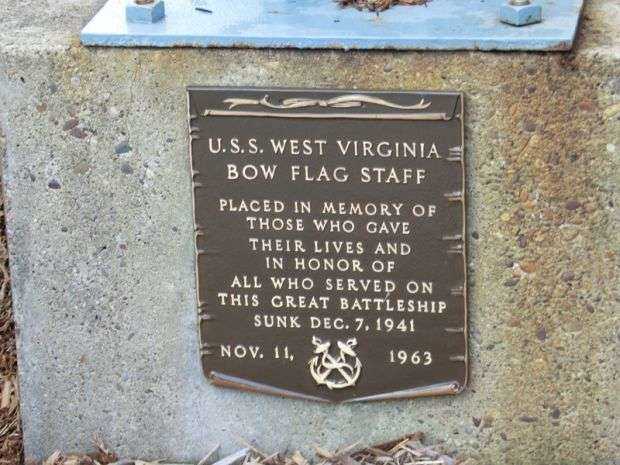 U.S.S. WEST VIRGINIA
BOW FLAG STAFF
PLACED IN MEMORY OF
THOSE WHO GAVE
THEIR LIVES AND
IN HONOR OF
ALL WHO SERVED ON
THIS GREAT BATTLESHIP
SUNK DEC. 7, 1941
NOV. 11, 1963